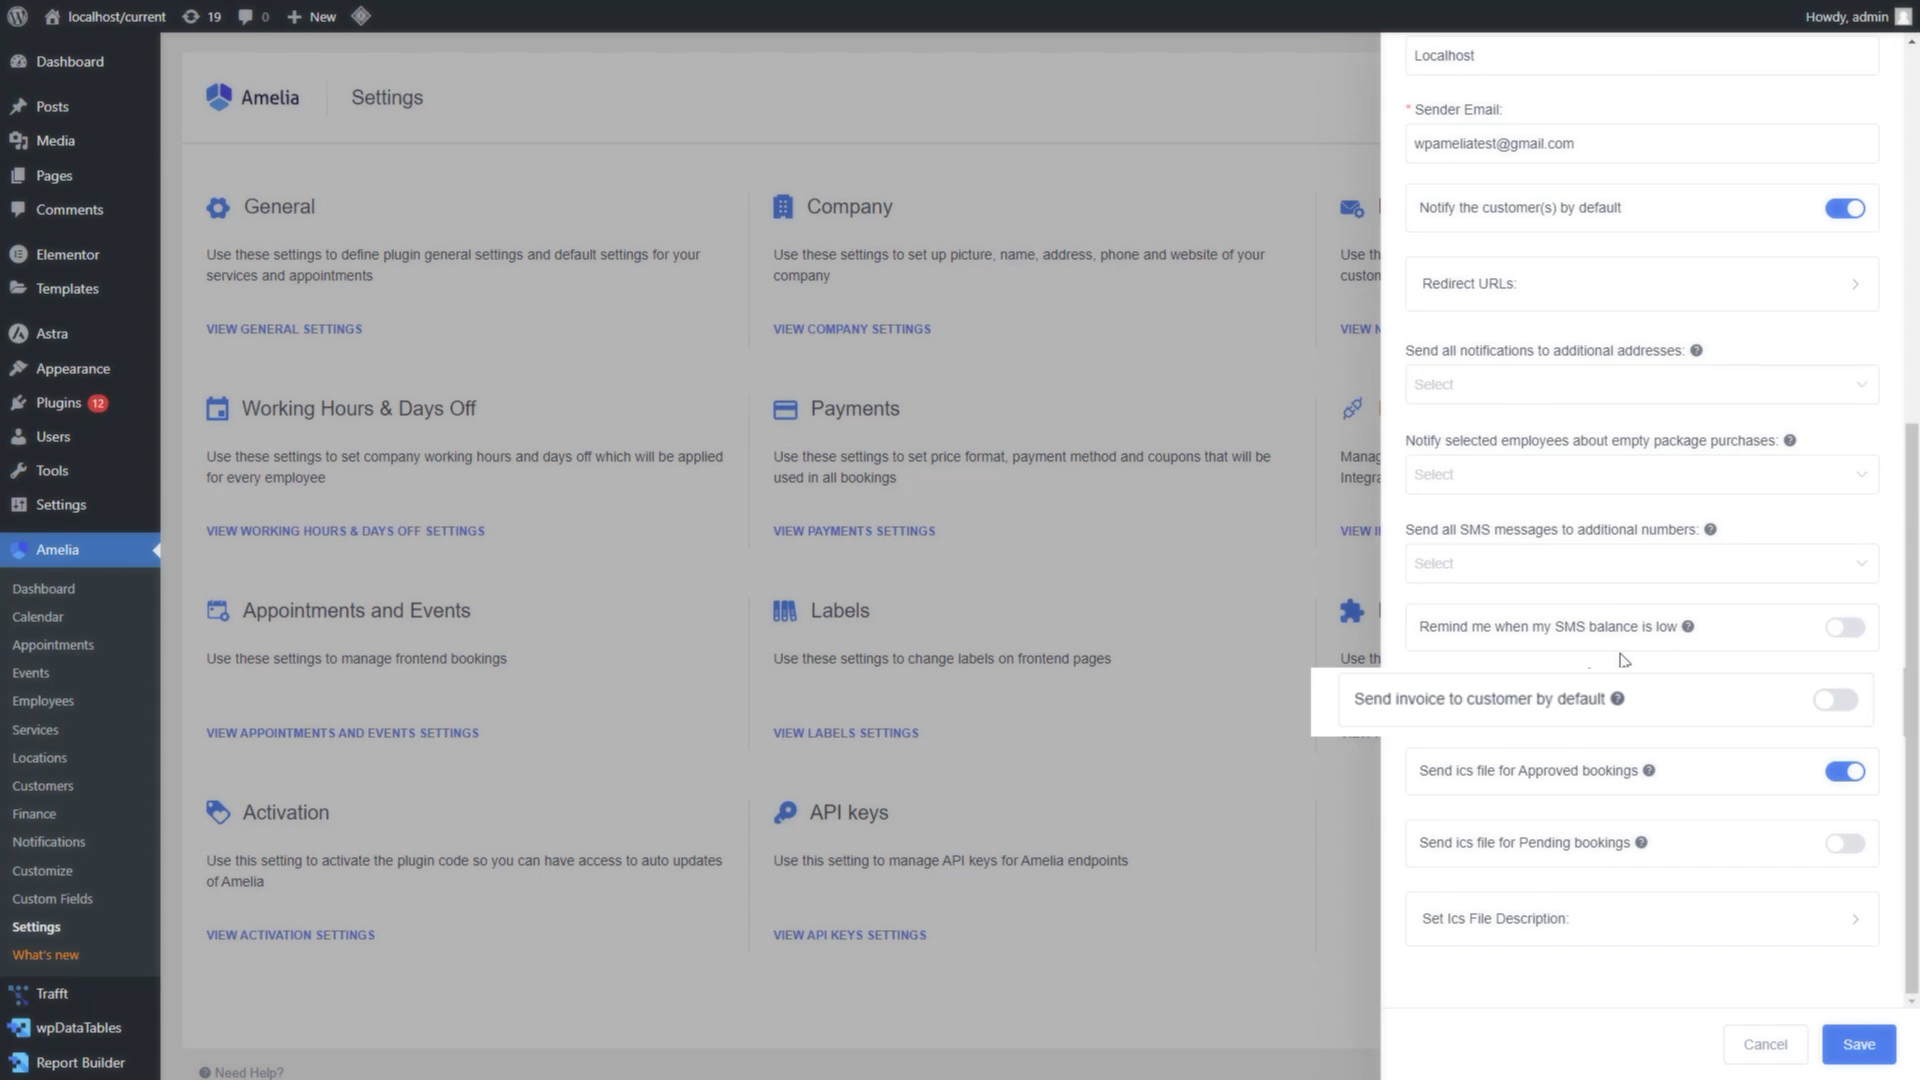 localhost/current
19
0
New
Howdy, admin
Dashboard
Posts
Media
Pages
Comments
Elementor
Templates
Astra
Appearance
Plugins 12
Users
Tools
Settings
Amelia
Dashboard
Calendar
Appointments
Events
Employees
Services
Locations
Customers
Finance
Notifications
Customize
Custom Fields
Settings
What's new
Trafft
wpDataTables
Report Builder
Amelia
Settings
General
Use these settings to define plugin general settings and default settings for your
services and appointments
VIEW GENERAL SETTINGS
Company
Use these settings to set up picture, name, address, phone and website of your
company
VIEW COMPANY SETTINGS
Use th
custon
VIEW N
Working Hours & Days Off
Use these settings to set company working hours and days off which will be applied
for every employee
VIEW WORKING HOURS & DAYS OFF SETTINGS
Payments
Use these settings to set price format, payment method and coupons that will be
used in all bookings
VIEW PAYMENTS SETTINGS
Manag
Integra
VIEW I
Appointments and Events
Use these settings to manage frontend bookings
VIEW APPOINTMENTS AND EVENTS SETTINGS
Labels
Use these settings to change labels on frontend pages
VIEW LABELS SETTINGS
Use th
Activation
Use this setting to activate the plugin code so you can have access to auto updates
of Amelia
VIEW ACTIVATION SETTINGS
API keys
Use this setting to manage API keys for Amelia endpoints
VIEW API KEYS SETTINGS
Need Help?
Localhost
* Sender Email:
wpameliatest@gmail.com
Notify the customer(s) by default
Redirect URLs:
Send all notifications to additional addresses:
Select
Notify selected employees about empty package purchases:
Select
Send all SMS messages to additional numbers:
Select
Remind me when my SMS balance is low
Send invoice to customer by default
Send ics file for Approved bookings
Send ics file for Pending bookings
Set Ics File Description:
Cancel
Save